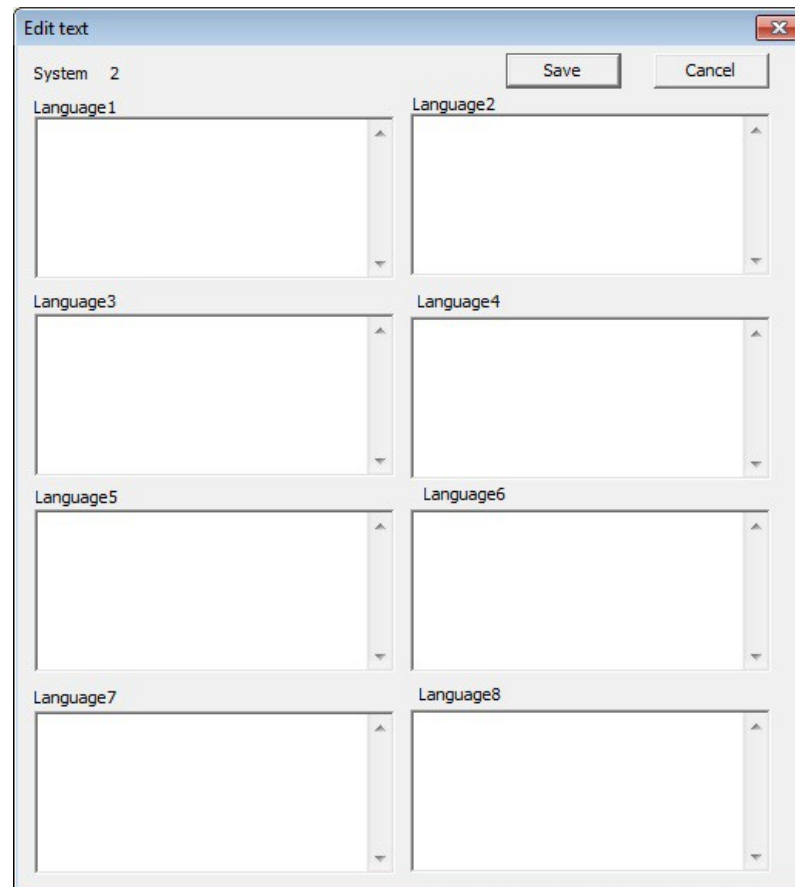 Edit text
System 2 Save Cancel
Language1 Language2
Language3 Language4
Language5 Language6
Language7 Language8